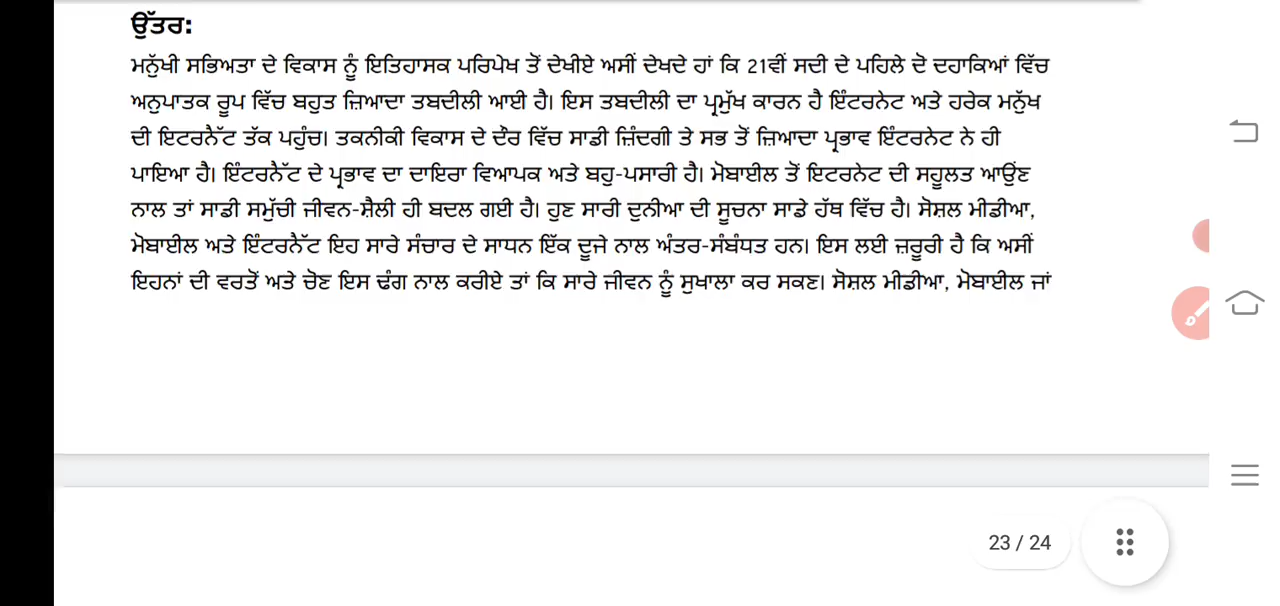 ਉੱਤਰ:
ਮਨੁੱਖੀ ਸਭਿਅਤਾ ਦੇ ਵਿਕਾਸ ਨੂੰ ਇਤਿਹਾਸਕ ਪਰਿਪੇਖ ਤੋਂ ਦੇਖੀਏ ਅਸੀਂ ਦੇਖਦੇ ਹਾਂ ਕਿ 21ਵੀਂ ਸਦੀ ਦੇ ਪਹਿਲੇ ਦੋ ਦਹਾਕਿਆਂ ਵਿੱਚ
ਅਨੁਪਾਤਕ ਰੂਪ ਵਿੱਚ ਬਹੁਤ ਜ਼ਿਆਦਾ ਤਬਦੀਲੀ ਆਈ ਹੈ। ਇਸ ਤਬਦੀਲੀ ਦਾ ਪ੍ਰਮੁੱਖ ਕਾਰਨ ਹੈ ਇੰਟਰਨੇਟ ਅਤੇ ਹਰੇਕ ਮਨੁੱਖ
ਦੀ ਇਟਰਨੈੱਟ ਤੱਕ ਪਹੁੰਚ। ਤਕਨੀਕੀ ਵਿਕਾਸ ਦੇ ਦੌਰ ਵਿੱਚ ਸਾਡੀ ਜ਼ਿੰਦਗੀ ਤੇ ਸਭ ਤੋਂ ਜ਼ਿਆਦਾ ਪ੍ਰਭਾਵ ਇੰਟਰਨੇਟ ਨੇ ਹੀ
ਪਾਇਆ ਹੈ। ਇੰਟਰਨੈੱਟ ਦੇ ਪ੍ਰਭਾਵ ਦਾ ਦਾਇਰਾ ਵਿਆਪਕ ਅਤੇ ਬਹੁ-ਪਸਾਰੀ ਹੈ। ਮੋਬਾਈਲ ਤੋਂ ਇਟਰਨੇਟ ਦੀ ਸਹੂਲਤ ਆਉਂਣ
ਨਾਲ ਤਾਂ ਸਾਡੀ ਸਮੁੱਚੀ ਜੀਵਨ-ਸ਼ੈਲੀ ਹੀ ਬਦਲ ਗਈ ਹੈ। ਹੁਣ ਸਾਰੀ ਦੁਨੀਆ ਦੀ ਸੂਚਨਾ ਸਾਡੇ ਹੱਥ ਵਿੱਚ ਹੈ। ਸੋਸ਼ਲ ਮੀਡੀਆ,
ਮੋਬਾਈਲ ਅਤੇ ਇੰਟਰਨੈੱਟ ਇਹ ਸਾਰੇ ਸੰਚਾਰ ਦੇ ਸਾਧਨ ਇੱਕ ਦੂਜੇ ਨਾਲ ਅੰਤਰ-ਸੰਬੰਧਤ ਹਨ। ਇਸ ਲਈ ਜ਼ਰੂਰੀ ਹੈ ਕਿ ਅਸੀਂ
ਇਹਨਾਂ ਦੀ ਵਰਤੋਂ ਅਤੇ ਚੋਣ ਇਸ ਢੰਗ ਨਾਲ ਕਰੀਏ ਤਾਂ ਕਿ ਸਾਰੇ ਜੀਵਨ ਨੂੰ ਸੁਖਾਲਾ ਕਰ ਸਕਣ। ਸੋਸ਼ਲ ਮੀਡੀਆ, ਮੋਬਾਈਲ ਜਾਂ
23 / 24